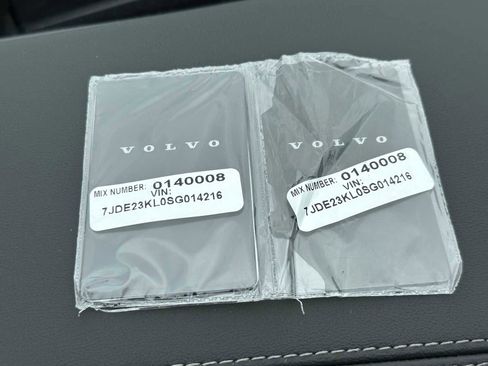 VOLVO
MIX NUMBER: 0140008
VIN:
7JDE23KL0SG014216
VOLVO
MIX NUMBER: 0140008
VIN:
7JDE23KL0SG014216